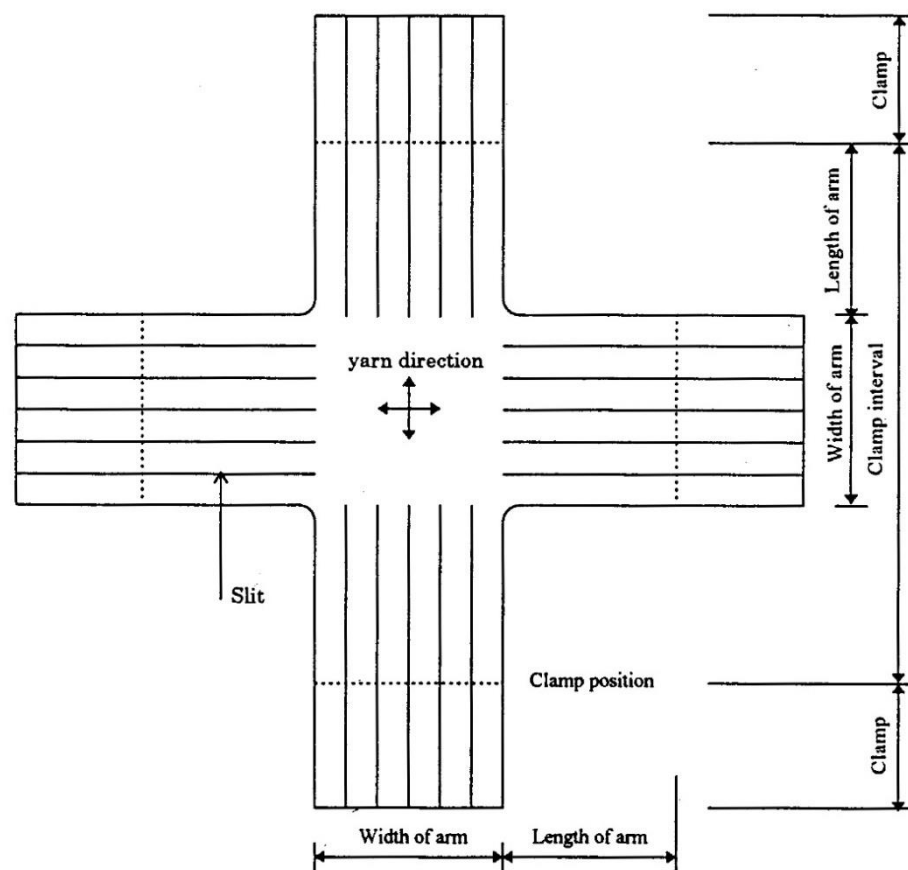 Clamp
Length of arm
yarn direction
Width of arm
Clamp interval
Slit
Clamp position
Clamp
Width of arm
Length of arm